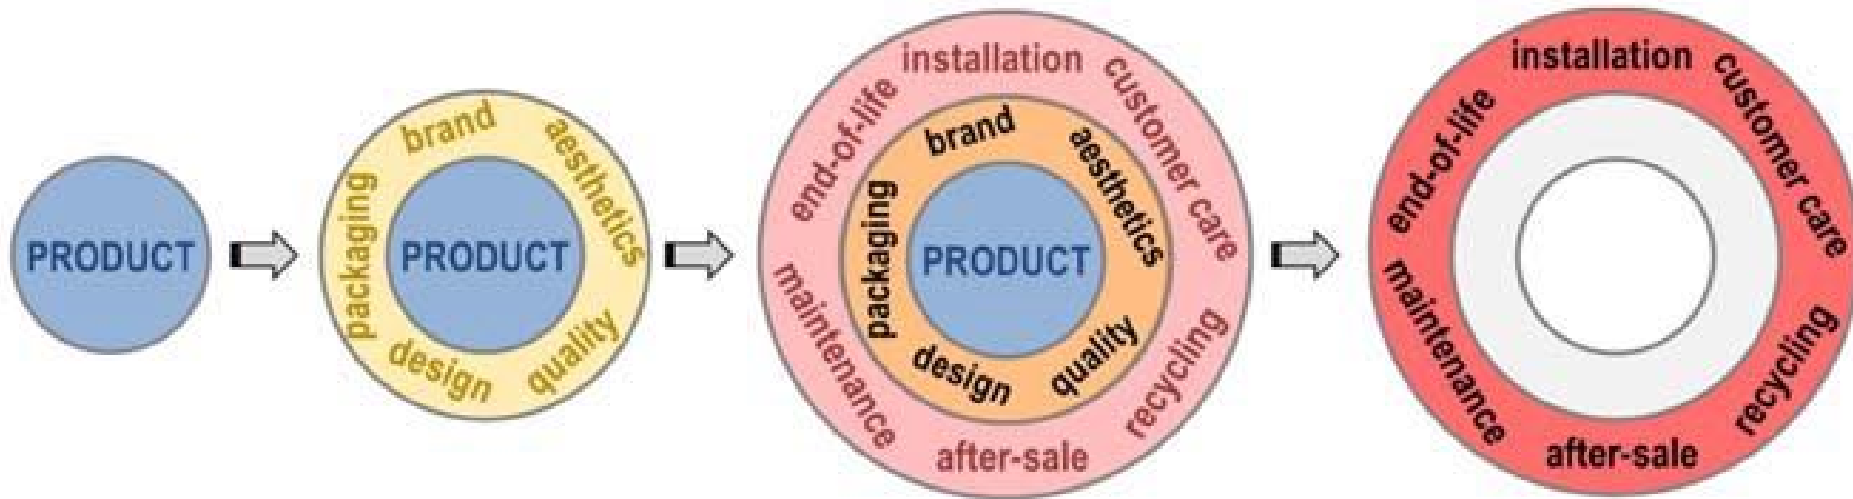 PRODUCT
brand
aesthetics
quality
design
packaging
PRODUCT
installation
customer care
recycling
after-sale
maintenance
end-of-life
brand
aesthetics
quality
design
packaging
PRODUCT
installation
customer care
recycling
after-sale
maintenance
end-of-life